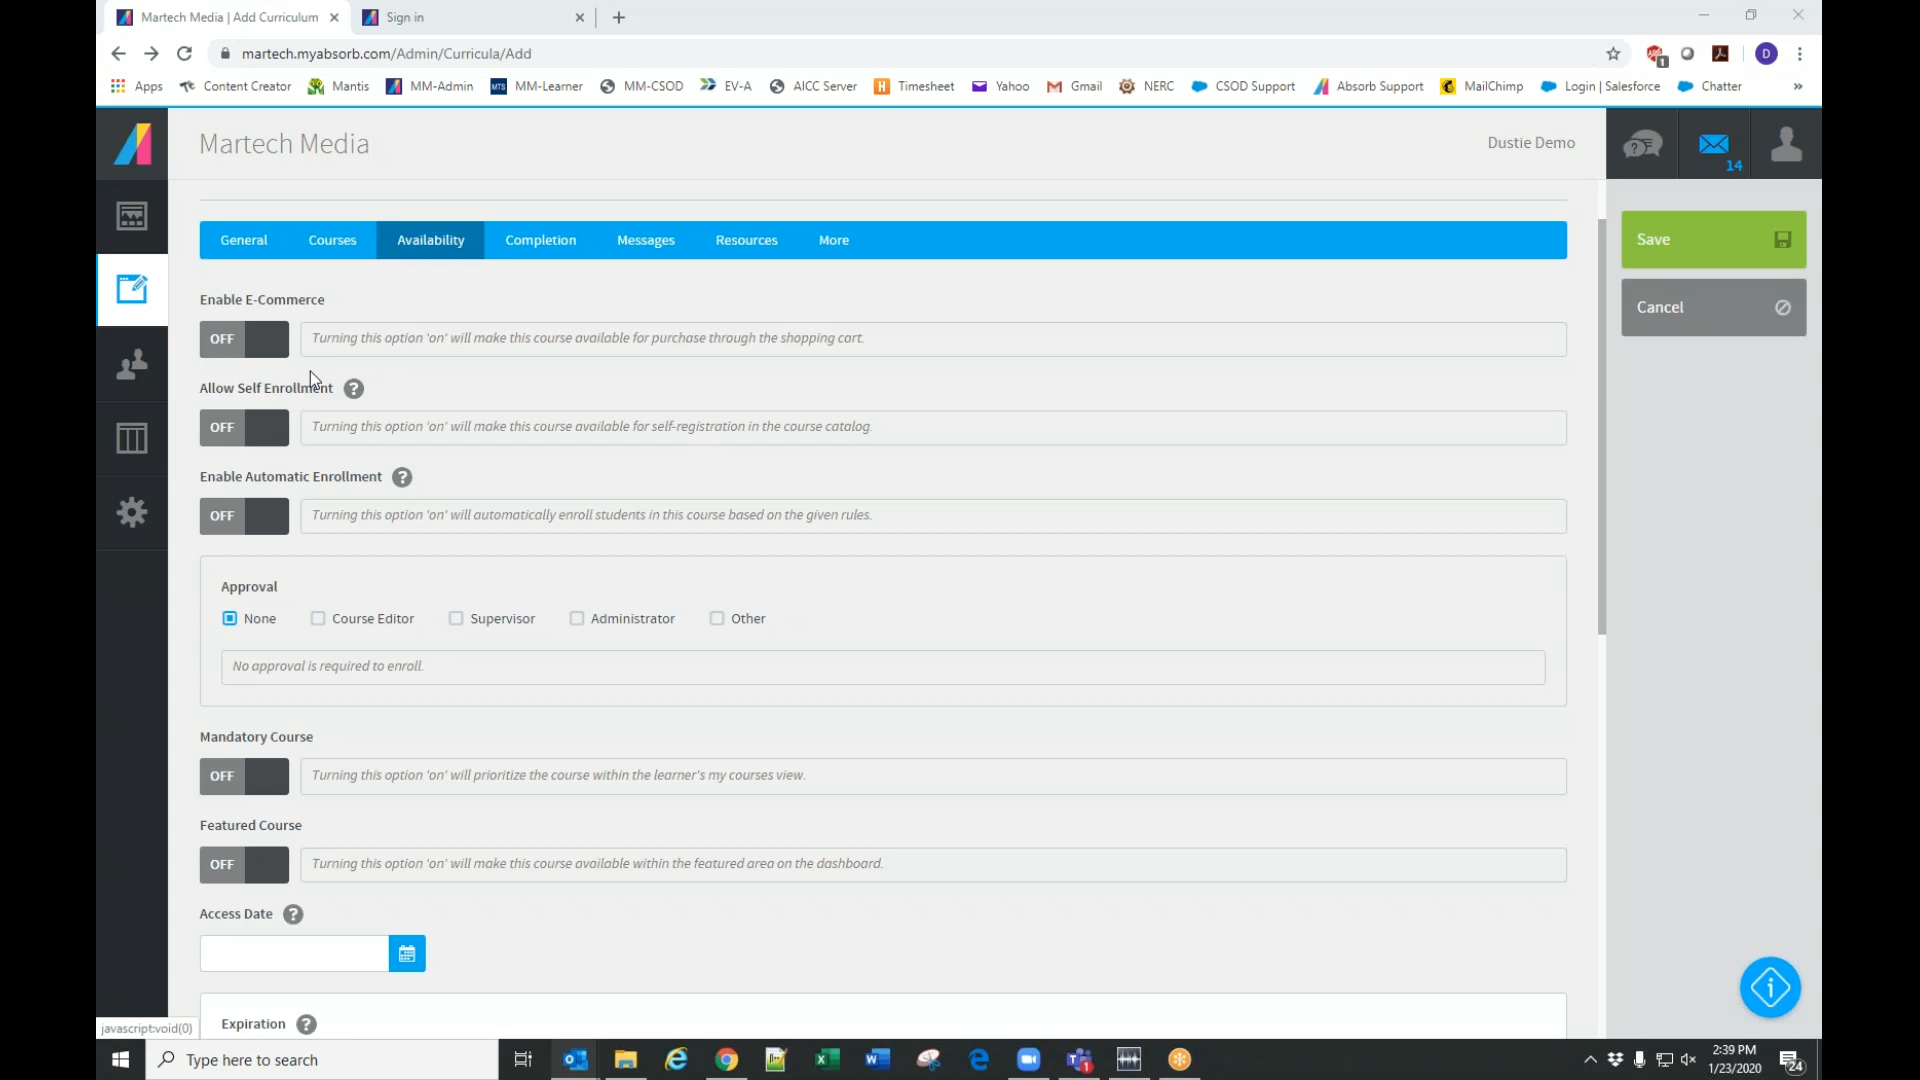 Martech Media | Add Curriculum
Sign in
martech.myabsorb.com/Admin/Curricula/Add
1
D
Apps
Content Creator
Mantis
MM-Admin
MM-Learner
MM-CSOD
EV-A
AICC Server
Timesheet
Yahoo
Gmail
NERC
CSOD Support
Absorb Support
MailChimp
Login | Salesforce
Chatter
»
Martech Media
Dustie Demo
14
General
Courses
Availability
Completion
Messages
Resources
More
Save
Cancel
Enable E-Commerce
OFF
Turning this option 'on' will make this course available for purchase through the shopping cart.
Allow Self Enrollment ?
OFF
Turning this option 'on' will make this course available for self-registration in the course catalog.
Enable Automatic Enrollment ?
OFF
Turning this option 'on' will automatically enroll students in this course based on the given rules.
Approval
None
Course Editor
Supervisor
Administrator
Other
No approval is required to enroll.
Mandatory Course
OFF
Turning this option 'on' will prioritize the course within the learner's my courses view.
Featured Course
OFF
Turning this option 'on' will make this course available within the featured area on the dashboard.
Access Date ?
Expiration ?
javascript:void(0)
Type here to search
1
2:39 PM
1/23/2020
24